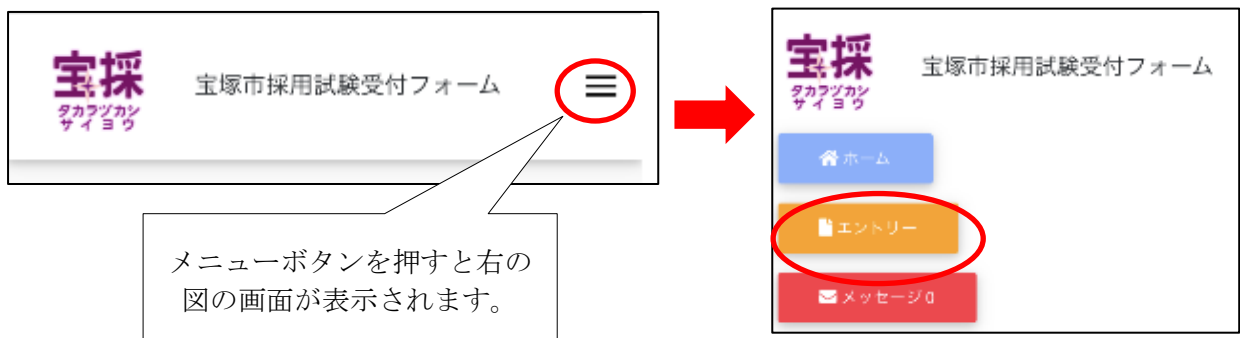 宝採
タカラヅカシ
サイヨウ
宝塚市採用試験受付フォーム
メニューボタンを押すと右の
図の画面が表示されます。
宝採
タカラヅカシ
サイヨウ
宝塚市採用試験受付フォーム
ホーム
エントリー
メッセージ 0